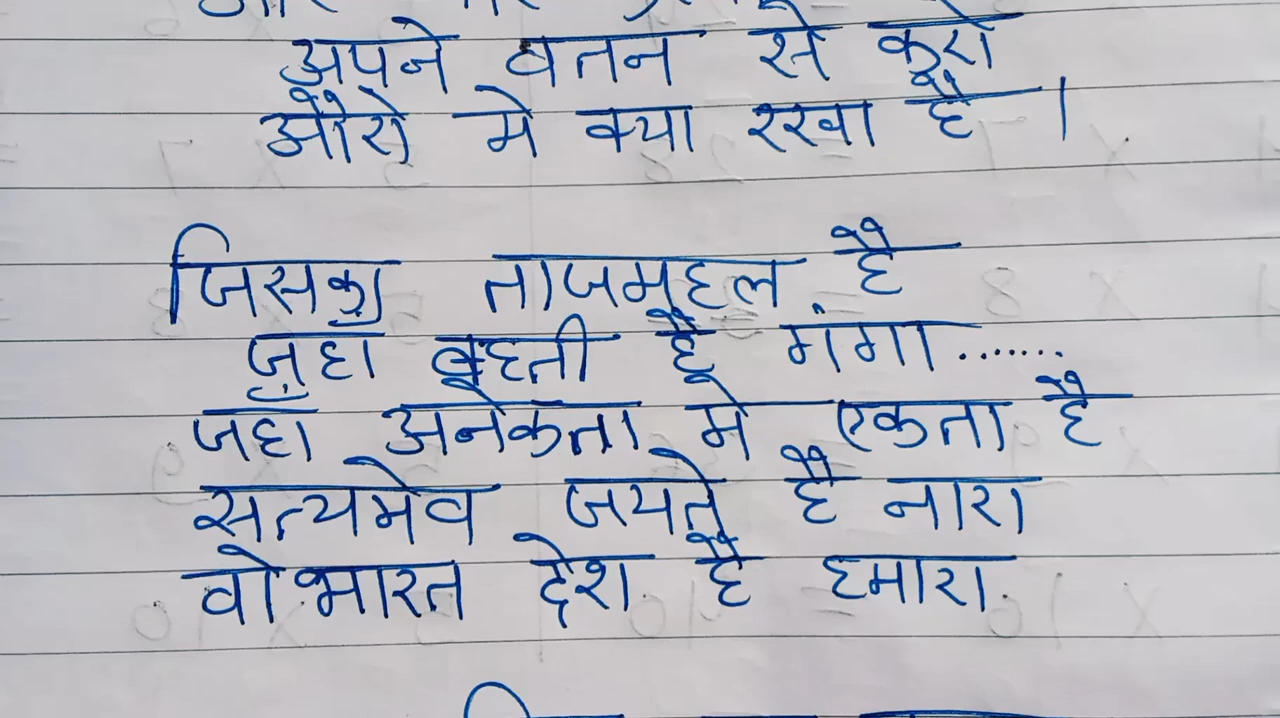 अपने वतन से करो
औरो मे क्या रखा है ।
जिसका ताजमहल है
जहा बहती है गंगा .......
जहा अनेकता मे एकता है
सत्यमेव जयते है नारा
वो भारत देश है हमारा